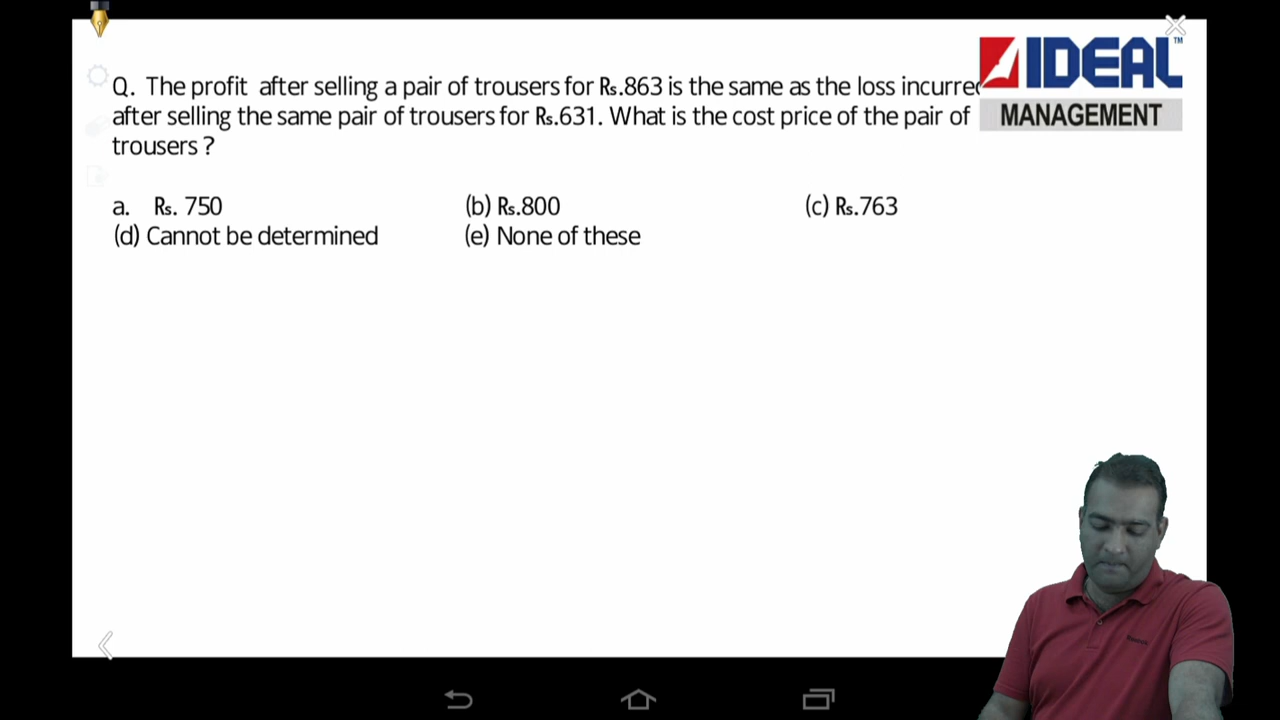 Q. The profit after selling a pair of trousers for Rs.863 is the same as the loss incurred
after selling the same pair of trousers for Rs.631. What is the cost price of the pair of
trousers ?
a. Rs. 750 (b) Rs.800 (c) Rs.763
(d) Cannot be determined (e) None of these
IDEAL TM
MANAGEMENT